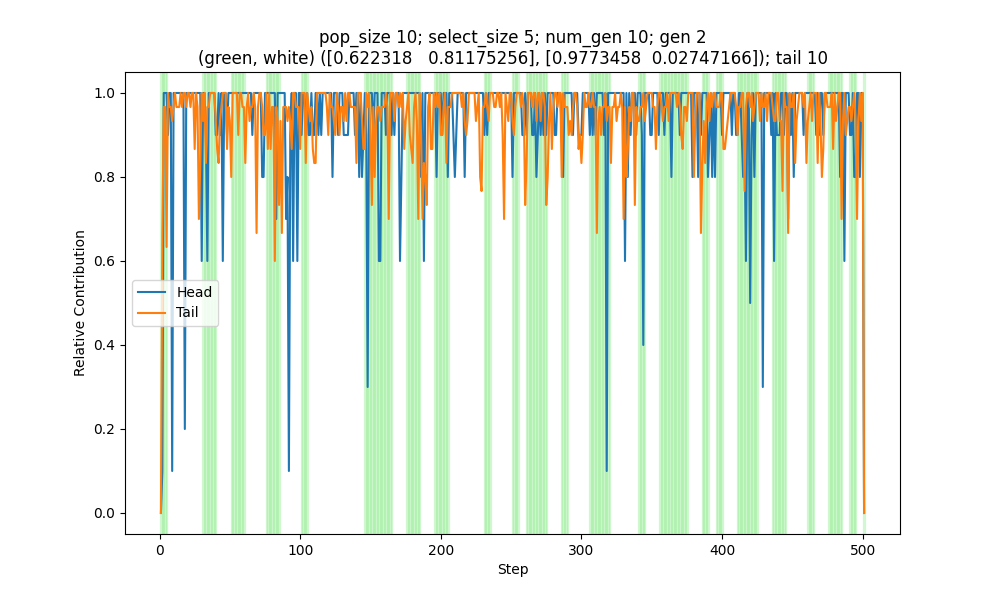 pop_size 10; select_size 5; num_gen 10; gen 2
(green, white) ([0.622318   0.81175256], [0.9773458  0.02747166]); tail 10
1.0
0.8
0.6
0.4
0.2
0.0
Relative Contribution
Head
Tail
0
100
200
300
400
500
Step